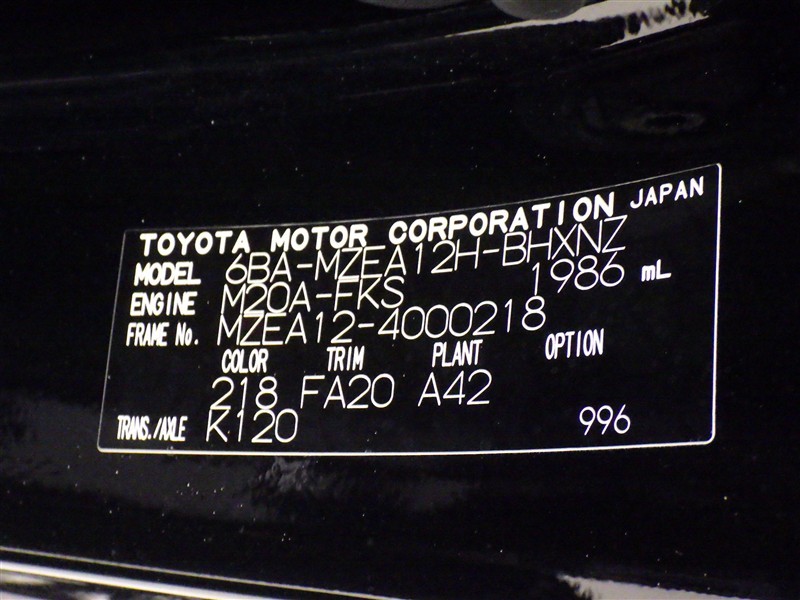 TOYOTA MOTOR CORPORATION JAPAN
MODEL 6BA-MZEA12H-BHXNZ
ENGINE M20A-FKS 1986 mL
FRAME No. MZEA12-4000218
COLOR TRIM PLANT OPTION
218 FA20 A42
TRANS./AXLE K120 996